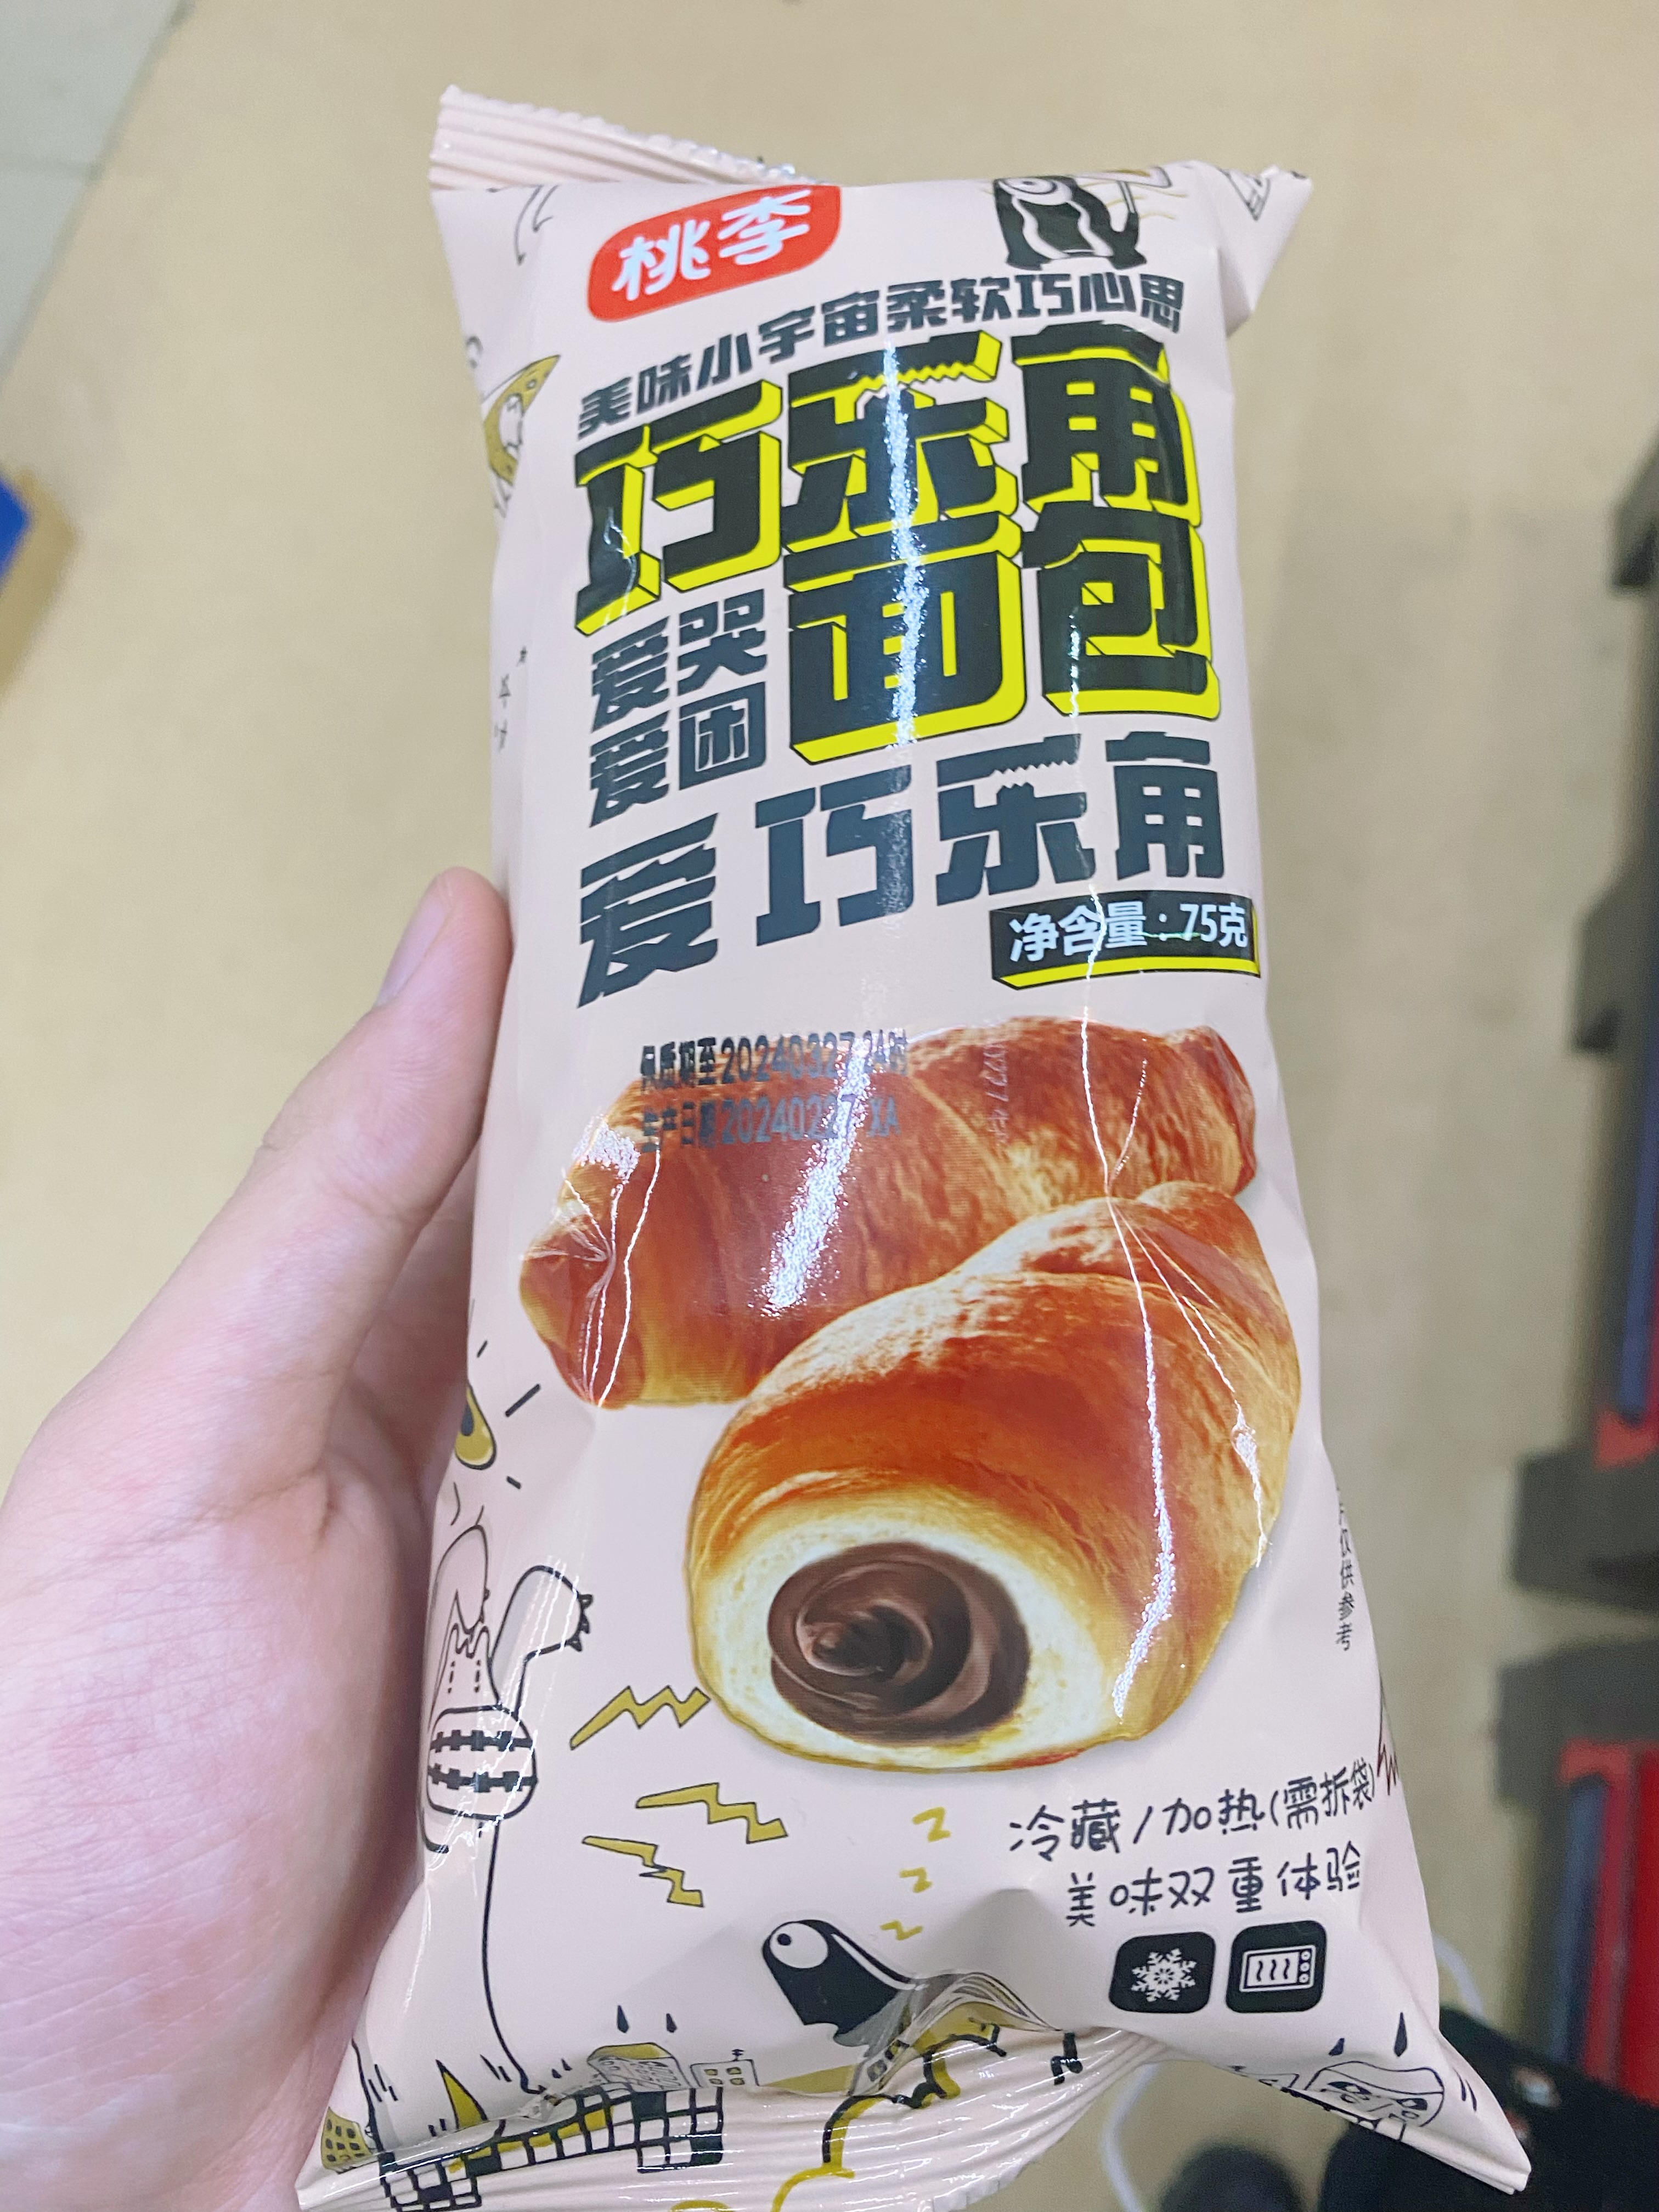 桃李
美味小宇宙柔软巧心思
巧乐角
面包
爱哭
爱困
爱巧乐角
净含量：75克
保质期至20240327 24时
生产日期20240227 XA
仅供参考
冷藏/加热(需拆袋)
美味双重体验
z
z
z